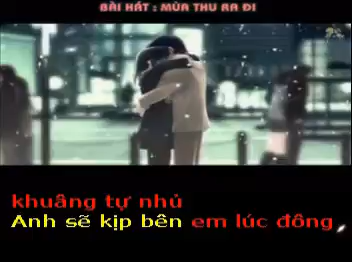 BÀI HÁT : MÙA THU RA ĐI
khuâng tự nhủ
Anh sẽ kịp bên em lúc đông